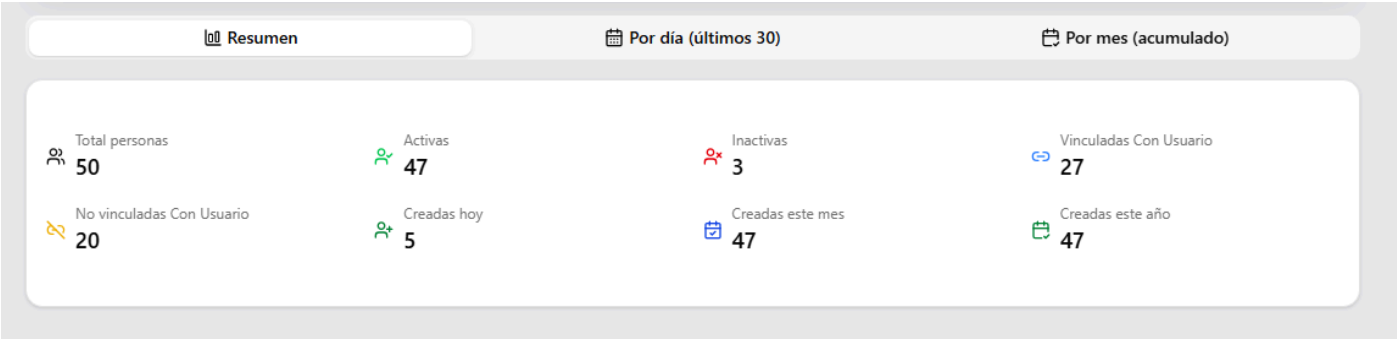 Resumen
Por día (últimos 30)
Por mes (acumulado)
Total personas
50
Activas
47
Inactivas
3
Vinculadas Con Usuario
27
No vinculadas Con Usuario
20
Creadas hoy
5
Creadas este mes
47
Creadas este año
47